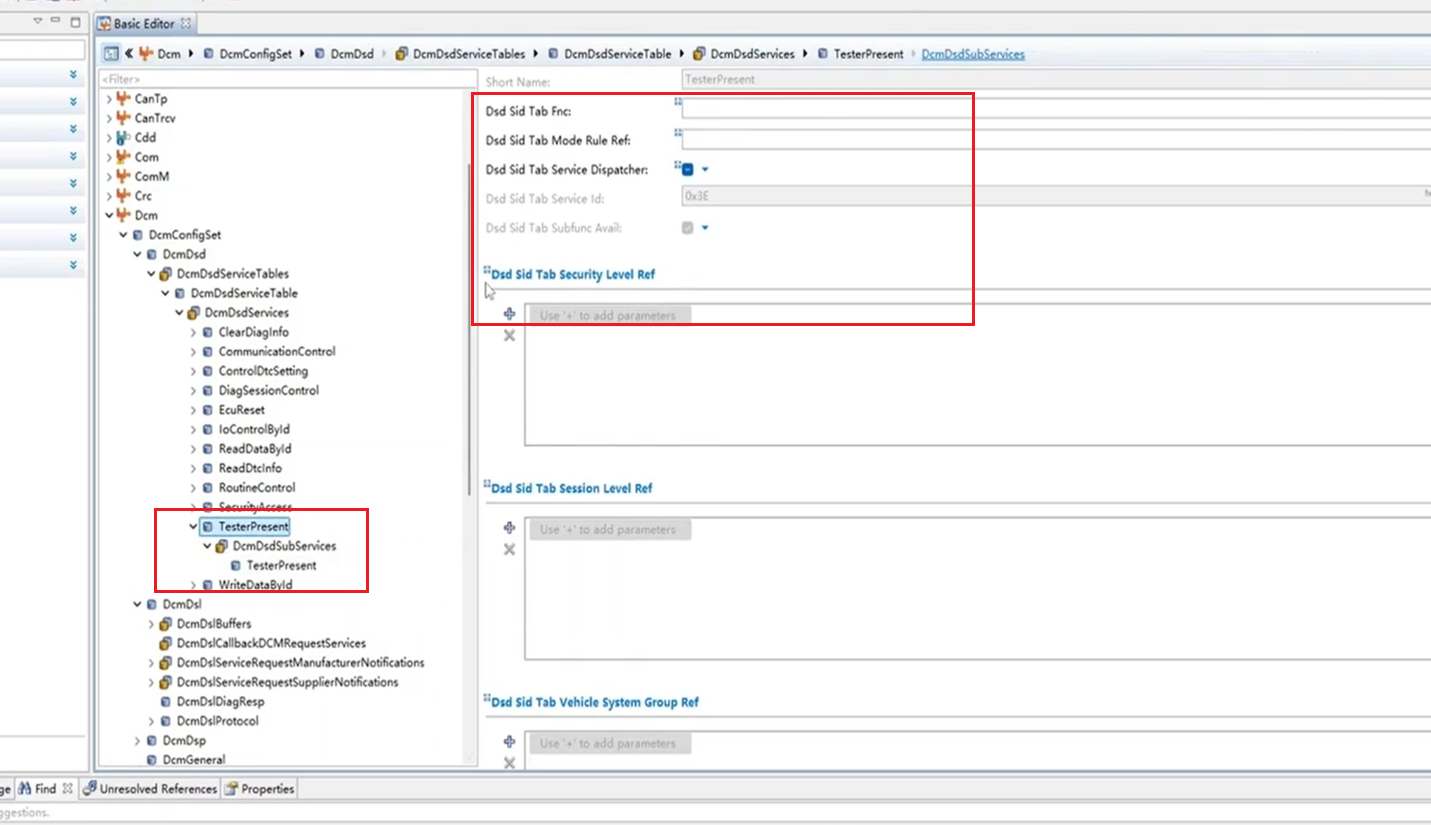 Basic Editor
Dcm DcmConfigSet DcmDsd DcmDsdServiceTables DcmDsdServiceTable DcmDsdServices TesterPresent DcmDsdSubServices
<Filter>
CanTp
CanTrcv
Cdd
Com
ComM
Crc
Dcm
DcmConfigSet
DcmDsd
DcmDsdServiceTables
DcmDsdServiceTable
DcmDsdServices
ClearDiagInfo
CommunicationControl
ControlDtcSetting
DiagSessionControl
EcuReset
IoControlById
ReadDataById
ReadDtcInfo
RoutineControl
SecurityAccess
TesterPresent
DcmDsdSubServices
TesterPresent
WriteDataById
DcmDsl
DcmDslBuffers
DcmDslCallbackDCMRequestServices
DcmDslServiceRequestManufacturerNotifications
DcmDslServiceRequestSupplierNotifications
DcmDslDiagResp
DcmDslProtocol
DcmDsp
DcmGeneral
Short Name: TesterPresent
Dsd Sid Tab Fnc:
Dsd Sid Tab Mode Rule Ref:
Dsd Sid Tab Service Dispatcher:
Dsd Sid Tab Service Id: 0x3E
Dsd Sid Tab Subfunc Avail:
Dsd Sid Tab Security Level Ref
Use '+' to add parameters
Dsd Sid Tab Session Level Ref
Use '+' to add parameters
Dsd Sid Tab Vehicle System Group Ref
Use '+' to add parameters
ge Find Unresolved References Properties
ggestions.